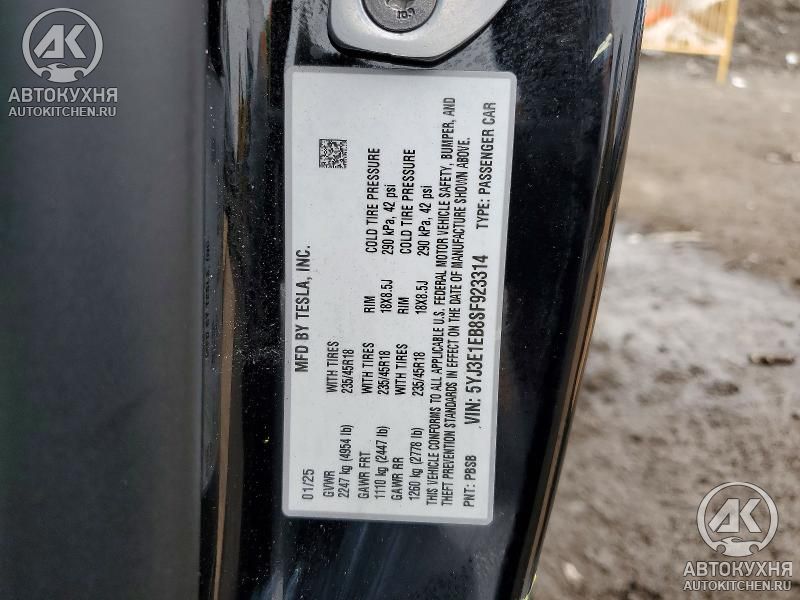 AK
АВТОКУХНЯ
AUTOKITCHEN.RU
MFD BY TESLA, INC.
01/25
GVWR
2247 kg (4954 lb)
WITH TIRES
235/45R18
RIM
18X8.5J
COLD TIRE PRESSURE
290 kPa, 42 psi
GAWR FRT
1110 kg (2447 lb)
WITH TIRES
235/45R18
RIM
18X8.5J
COLD TIRE PRESSURE
290 kPa, 42 psi
GAWR RR
1260 kg (2778 lb)
WITH TIRES
235/45R18
THIS VEHICLE CONFORMS TO ALL APPLICABLE U.S. FEDERAL MOTOR VEHICLE SAFETY, BUMPER, AND
THEFT PREVENTION STANDARDS IN EFFECT ON THE DATE OF MANUFACTURE SHOWN ABOVE.
VIN: 5YJ3E1EB8SF923314
PNT: PBSB
TYPE: PASSENGER CAR
AK
АВТОКУХНЯ
AUTOKITCHEN.RU